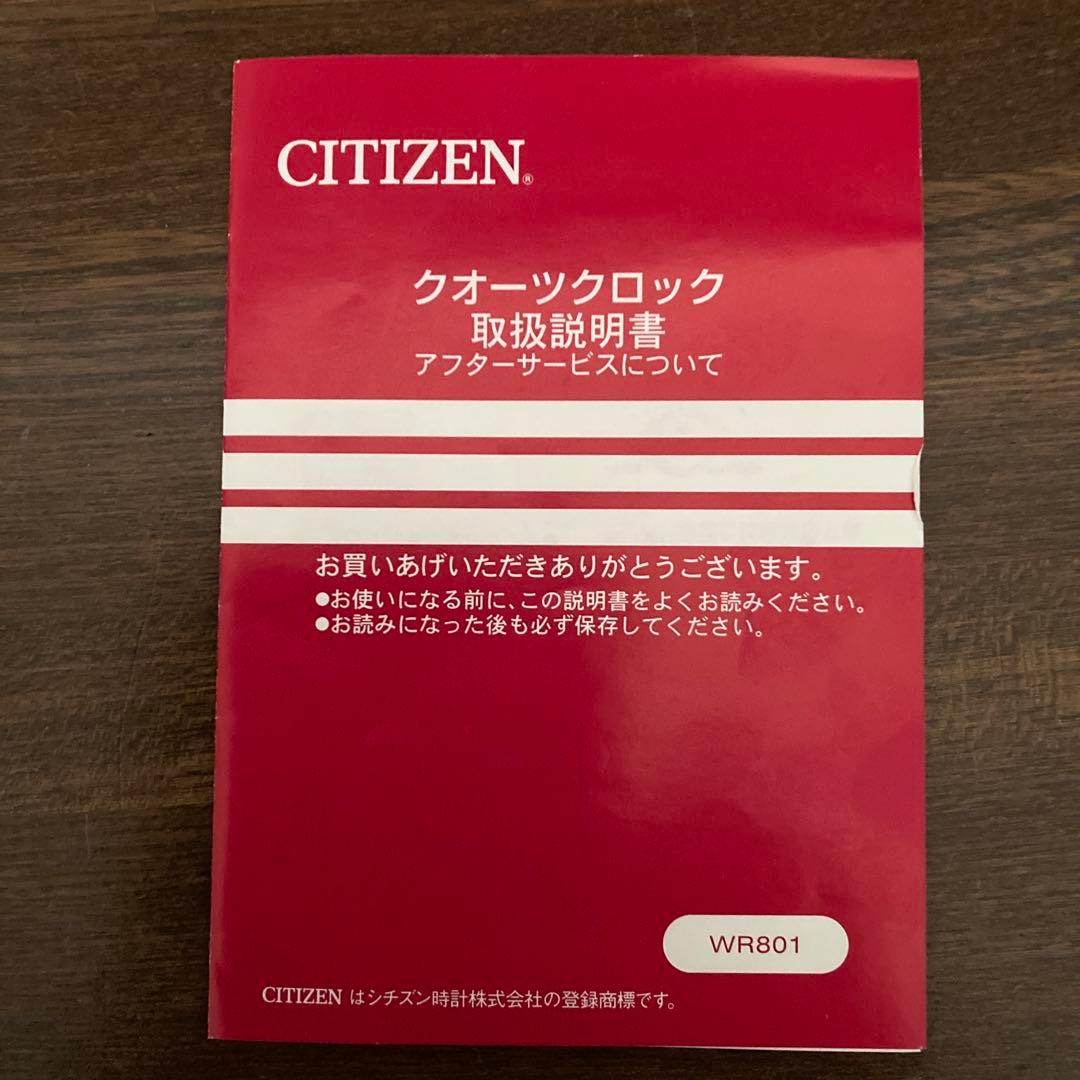 CITIZEN®
クオーツクロック
取扱説明書
アフターサービスについて
お買いあげいただきありがとうございます。
●お使いになる前に、この説明書をよくお読みください。
●お読みになった後も必ず保存してください。
WR801
CITIZEN はシチズン時計株式会社の登録商標です。